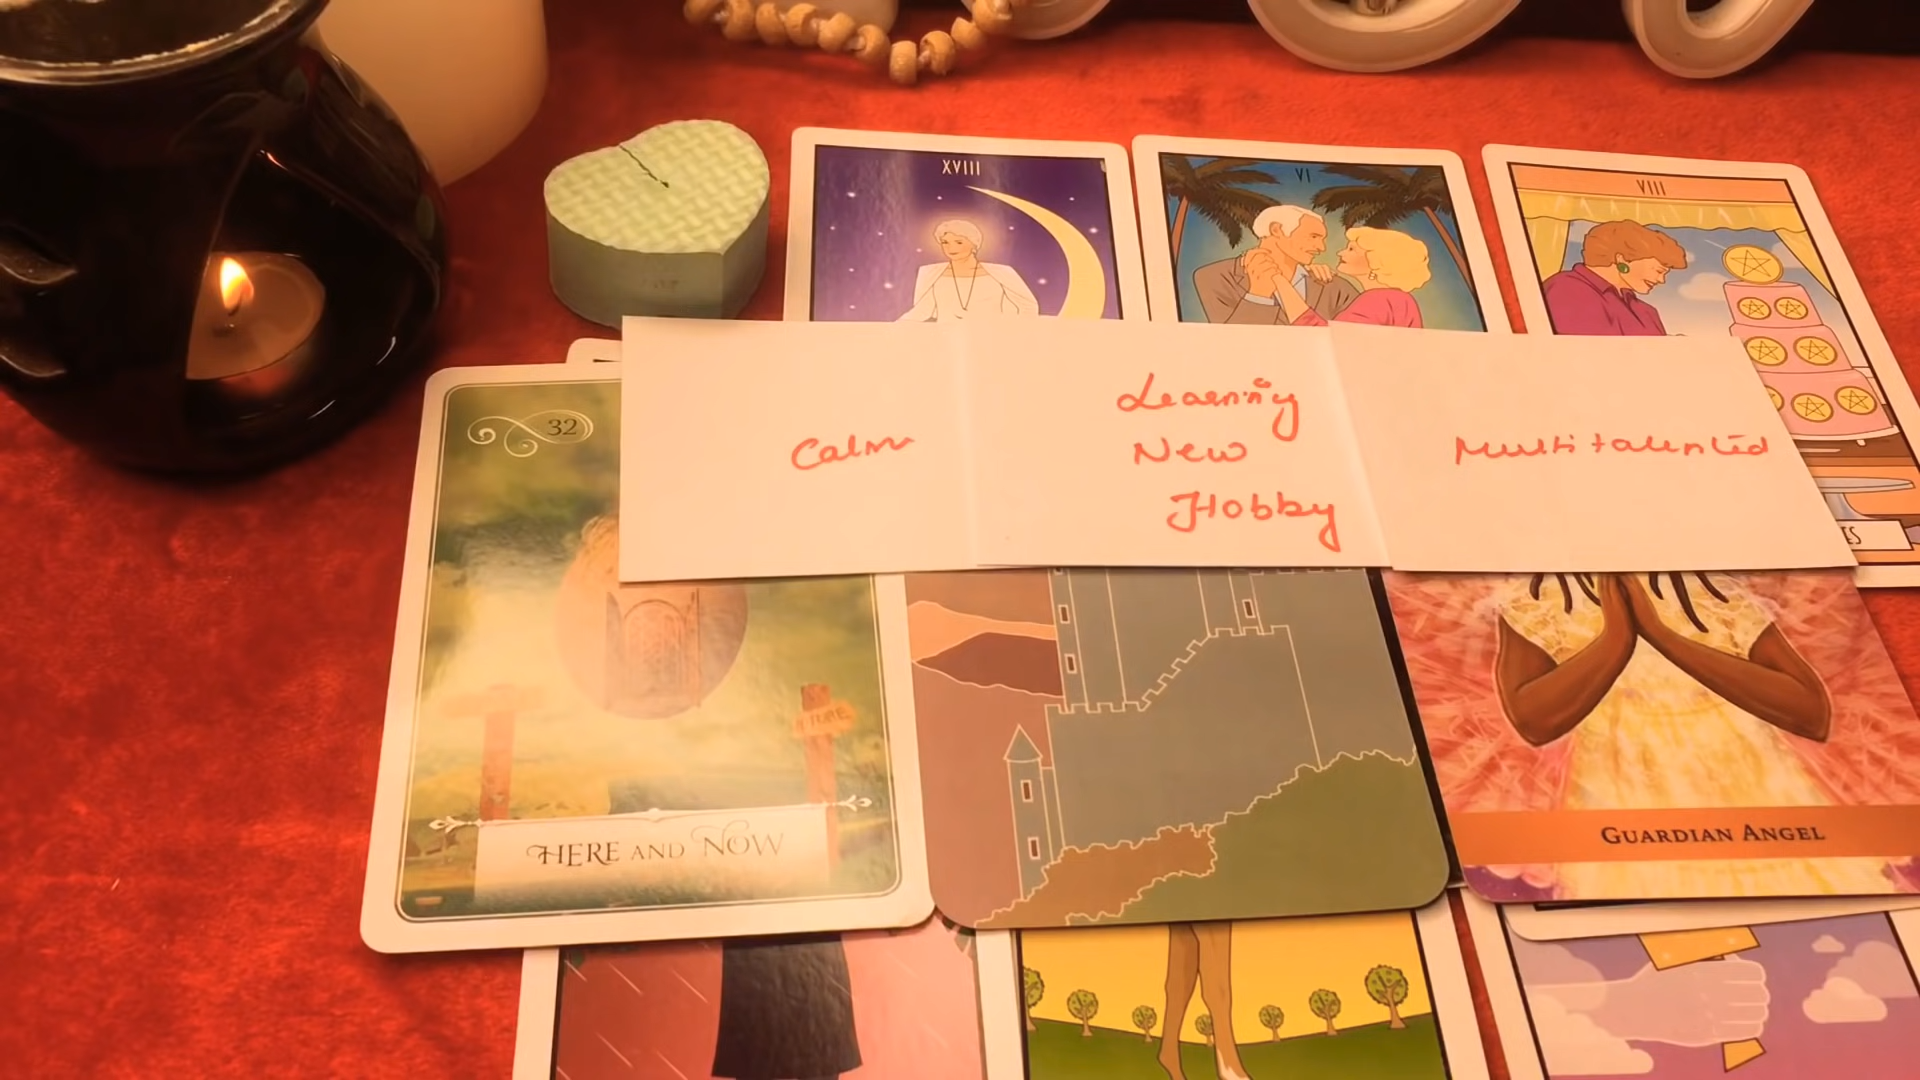 XVIII
VI
VIII
32
Calm
Learning
New
Hobby
Multitalented
HERE AND NOW
GUARDIAN ANGEL